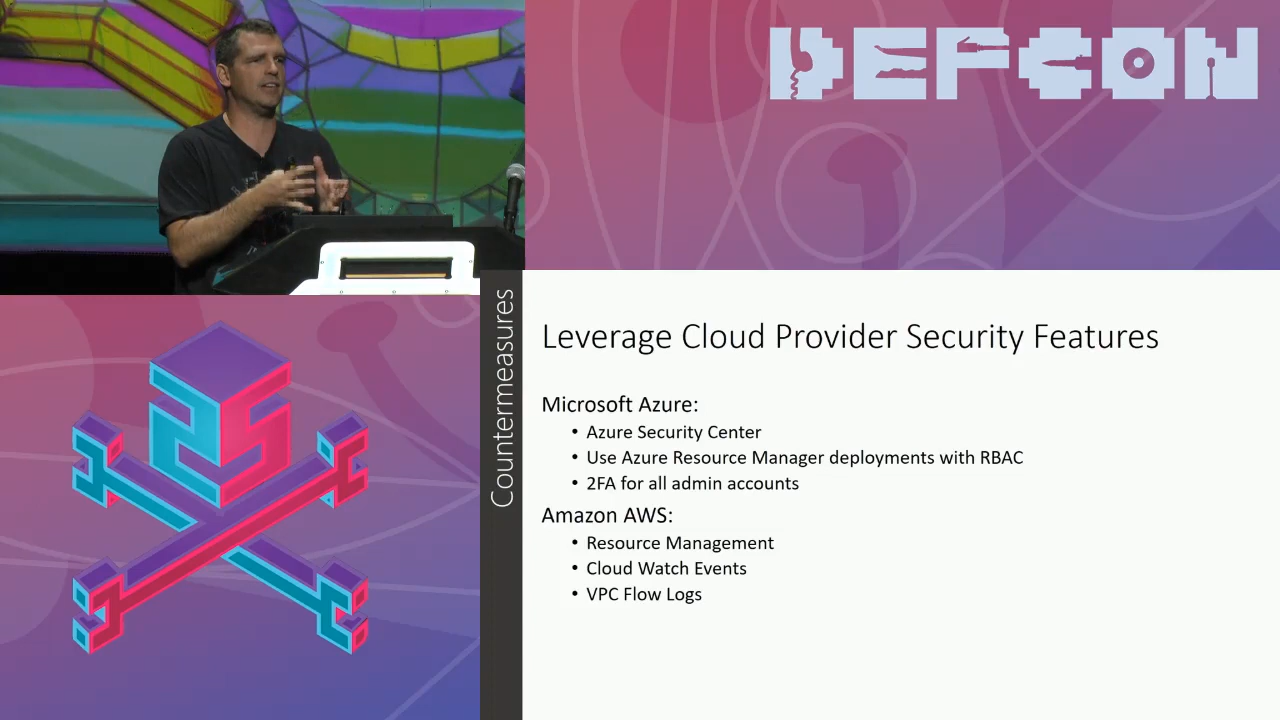 DEFCON
Countermeasures
Leverage Cloud Provider Security Features
Microsoft Azure:
• Azure Security Center
• Use Azure Resource Manager deployments with RBAC
• 2FA for all admin accounts
Amazon AWS:
• Resource Management
• Cloud Watch Events
• VPC Flow Logs